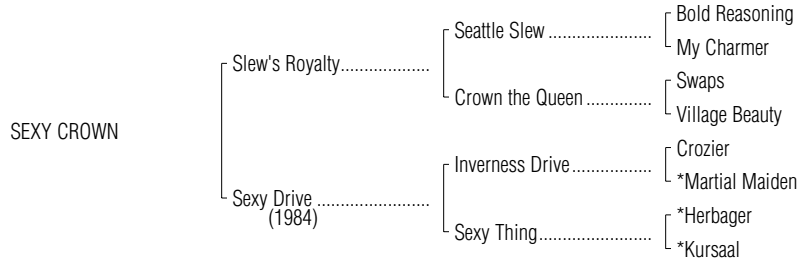 Bold Reasoning
Seattle Slew ......................
My Charmer
Slew's Royalty...................
Swaps
Crown the Queen ..............
Village Beauty
SEXY CROWN
Crozier
Inverness Drive .................
*Martial Maiden
Sexy Drive ........................
(1984)
*Herbager
Sexy Thing........................
*Kursaal